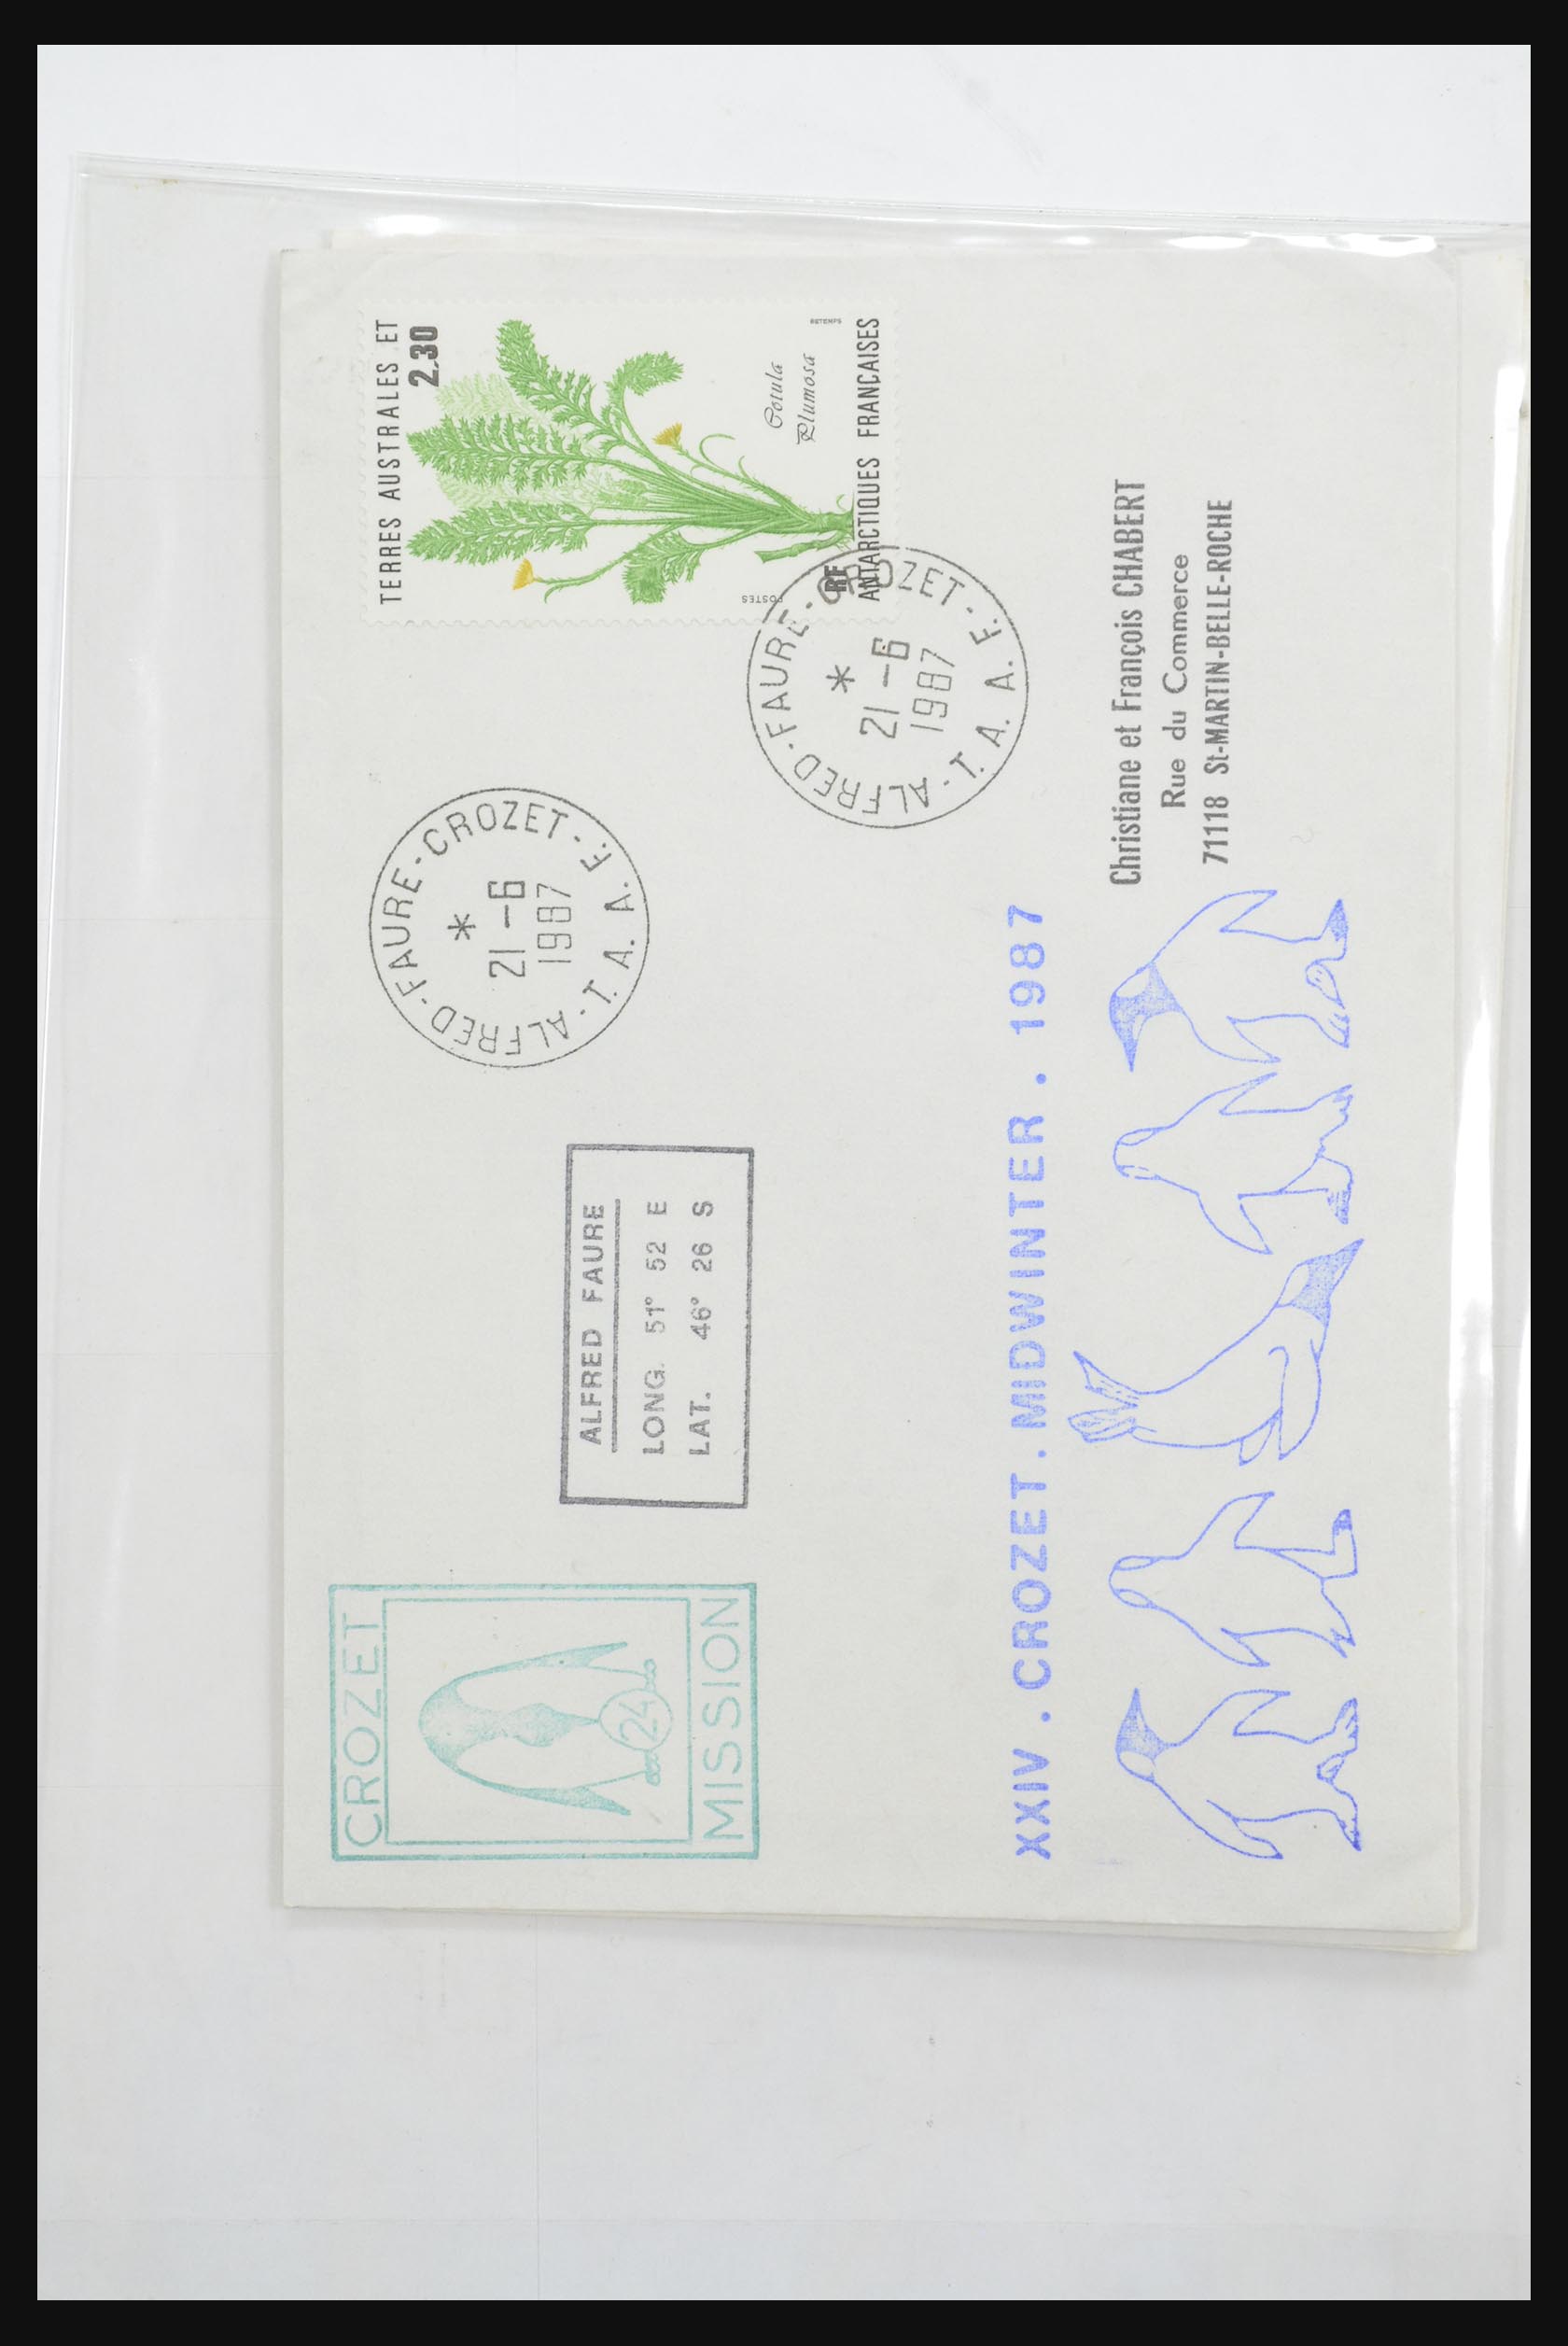 CROZET
24
MISSION
ALFRED FAURE
LONG. 51° 52 E
LAT. 46° 26 S
ALFRED · FAURE - CROZET - T. A. A. F.
*
21 -6
1987
TERRES AUSTRALES ET
2,30
Cotula
Plumosa
BETEMPS
POSTES
RF
ANTARCTIQUES FRANÇAISES
ALFRED · FAURE - CROZET - T. A. A. F.
*
21 -6
1987
XXIV . CROZET . MIDWINTER . 1987
Christiane et François CHABERT
Rue du Commerce
71118 St-MARTIN-BELLE-ROCHE